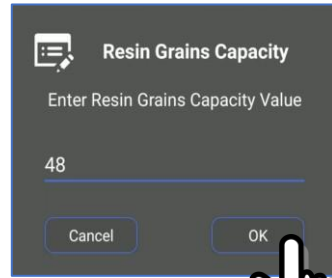 Resin Grains Capacity
Enter Resin Grains Capacity Value
48
Cancel
OK